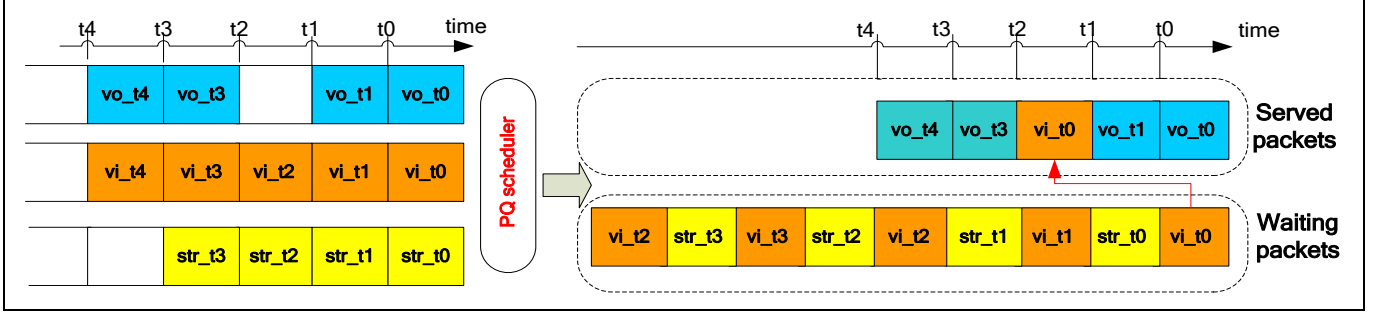 t4 t3 t2 t1 t0 time
vo_t4 vo_t3 vo_t1 vo_t0
vi_t4 vi_t3 vi_t2 vi_t1 vi_t0
str_t3 str_t2 str_t1 str_t0
PQ scheduler
t4 t3 t2 t1 t0 time
vo_t4 vo_t3 vi_t0 vo_t1 vo_t0
Served
packets
vi_t2 str_t3 vi_t3 str_t2 vi_t2 str_t1 vi_t1 str_t0 vi_t0
Waiting
packets